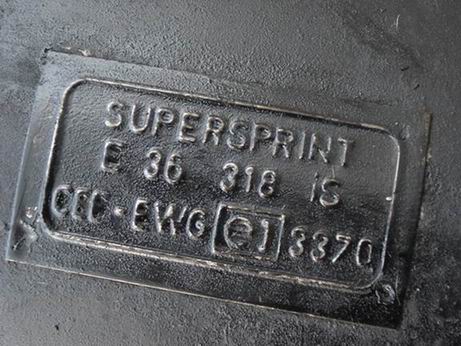 SUPERSPRINT
E 36 318 iS
CEE-EWG e1 3370